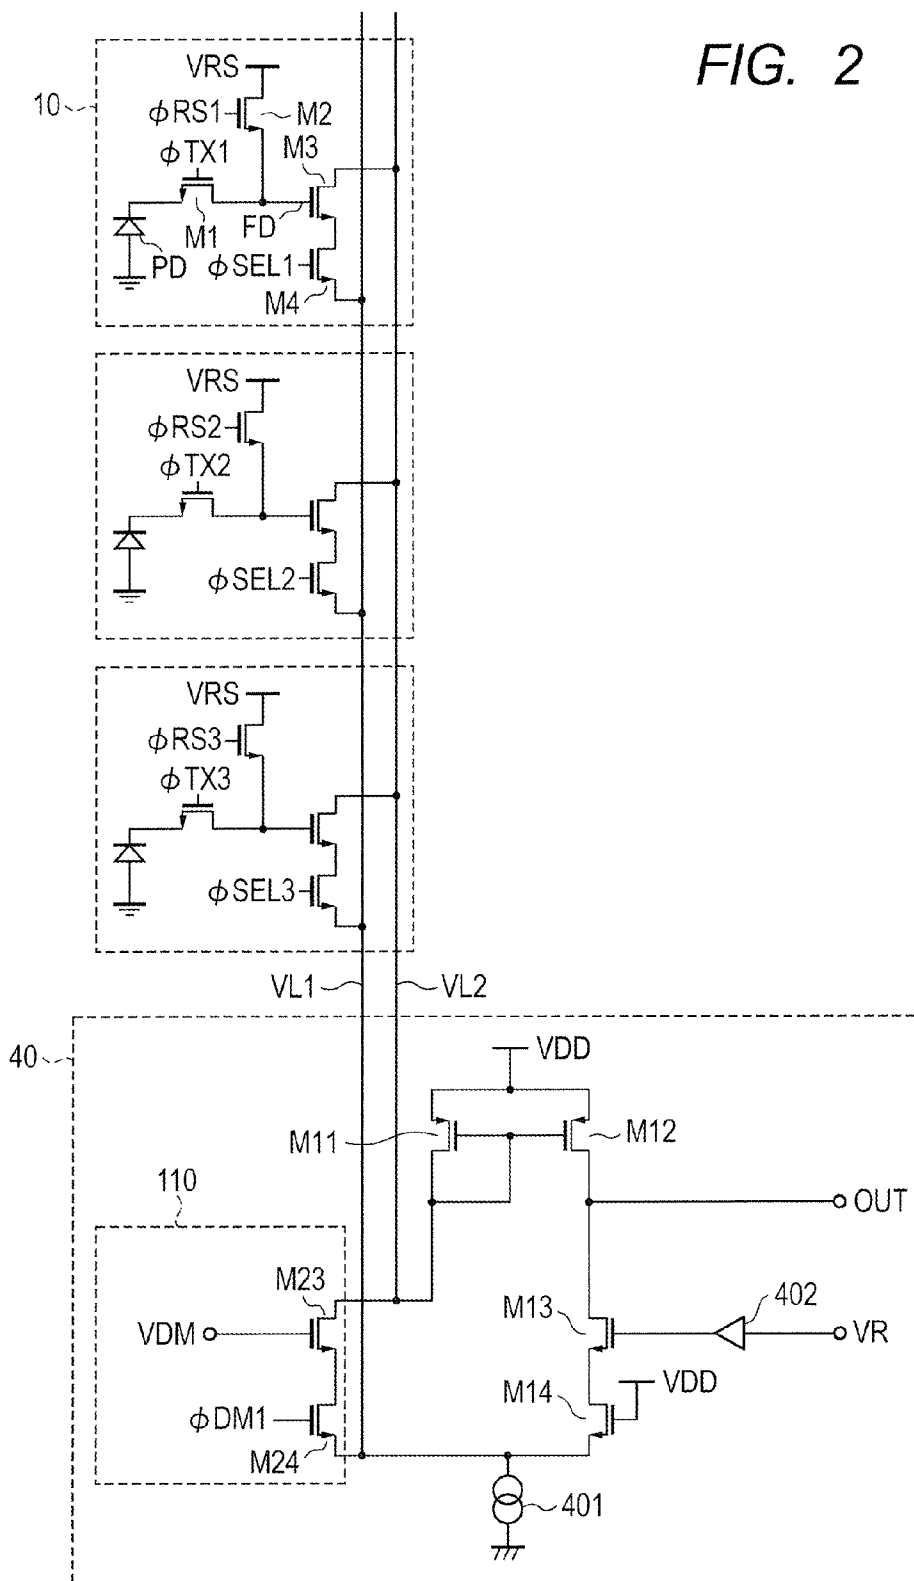 FIG. 2
VRS
10
φRS1
M2
φTX1
M3
M1
FD
PD
φSEL1
M4
VRS
φRS2
φTX2
φSEL2
VRS
φRS3
φTX3
φSEL3
VL1
VL2
40
VDD
M11
M12
110
OUT
M23
M13
402
VDM
VR
M14
VDD
φDM1
M24
401